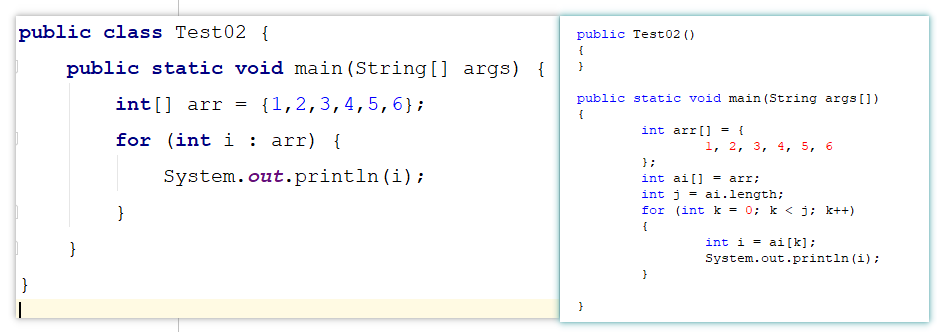 public class Test02 {
public static void main(String[] args) {
int[] arr = {1,2,3,4,5,6};
for (int i : arr) {
System.out.println(i);
}
}
}
public Test02()
{
}
public static void main(String args[])
{
int arr[] = {
1, 2, 3, 4, 5, 6
};
int ai[] = arr;
int j = ai.length;
for (int k = 0; k < j; k++)
{
int i = ai[k];
System.out.println(i);
}
}